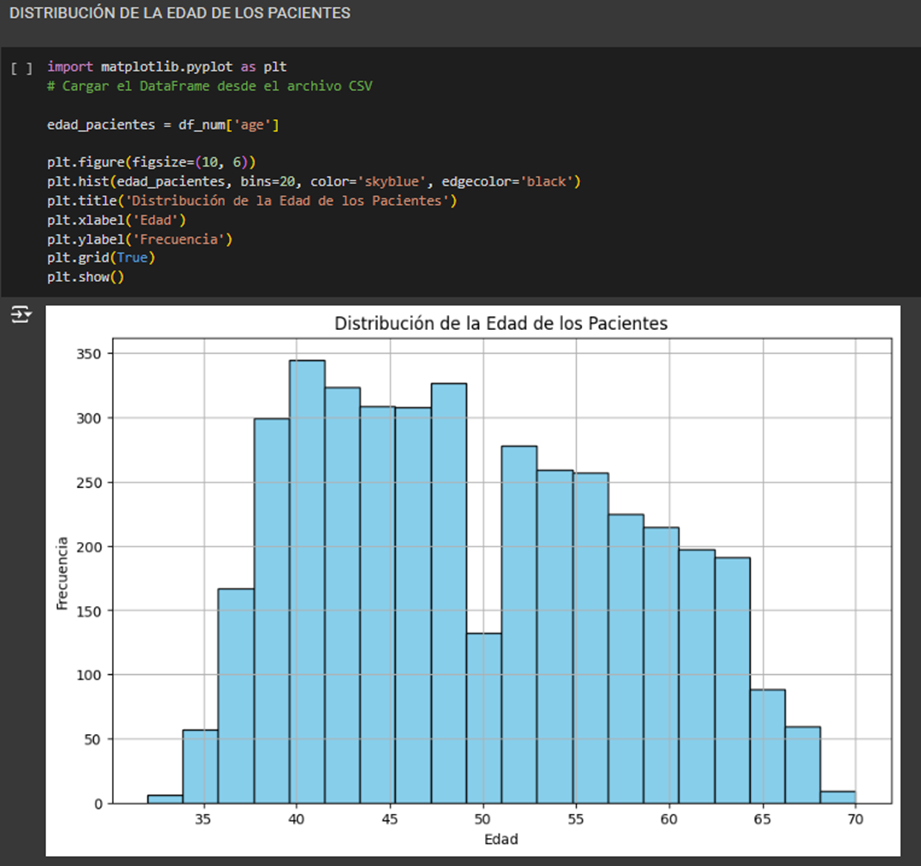 DISTRIBUCIÓN DE LA EDAD DE LOS PACIENTES
[ ] import matplotlib.pyplot as plt
# Cargar el DataFrame desde el archivo CSV
edad_pacientes = df_num['age']
plt.figure(figsize=(10, 6))
plt.hist(edad_pacientes, bins=20, color='skyblue', edgecolor='black')
plt.title('Distribución de la Edad de los Pacientes')
plt.xlabel('Edad')
plt.ylabel('Frecuencia')
plt.grid(True)
plt.show()
Distribución de la Edad de los Pacientes
350
300
250
200
150
100
50
0
Frecuencia
35 40 45 50 55 60 65 70
Edad